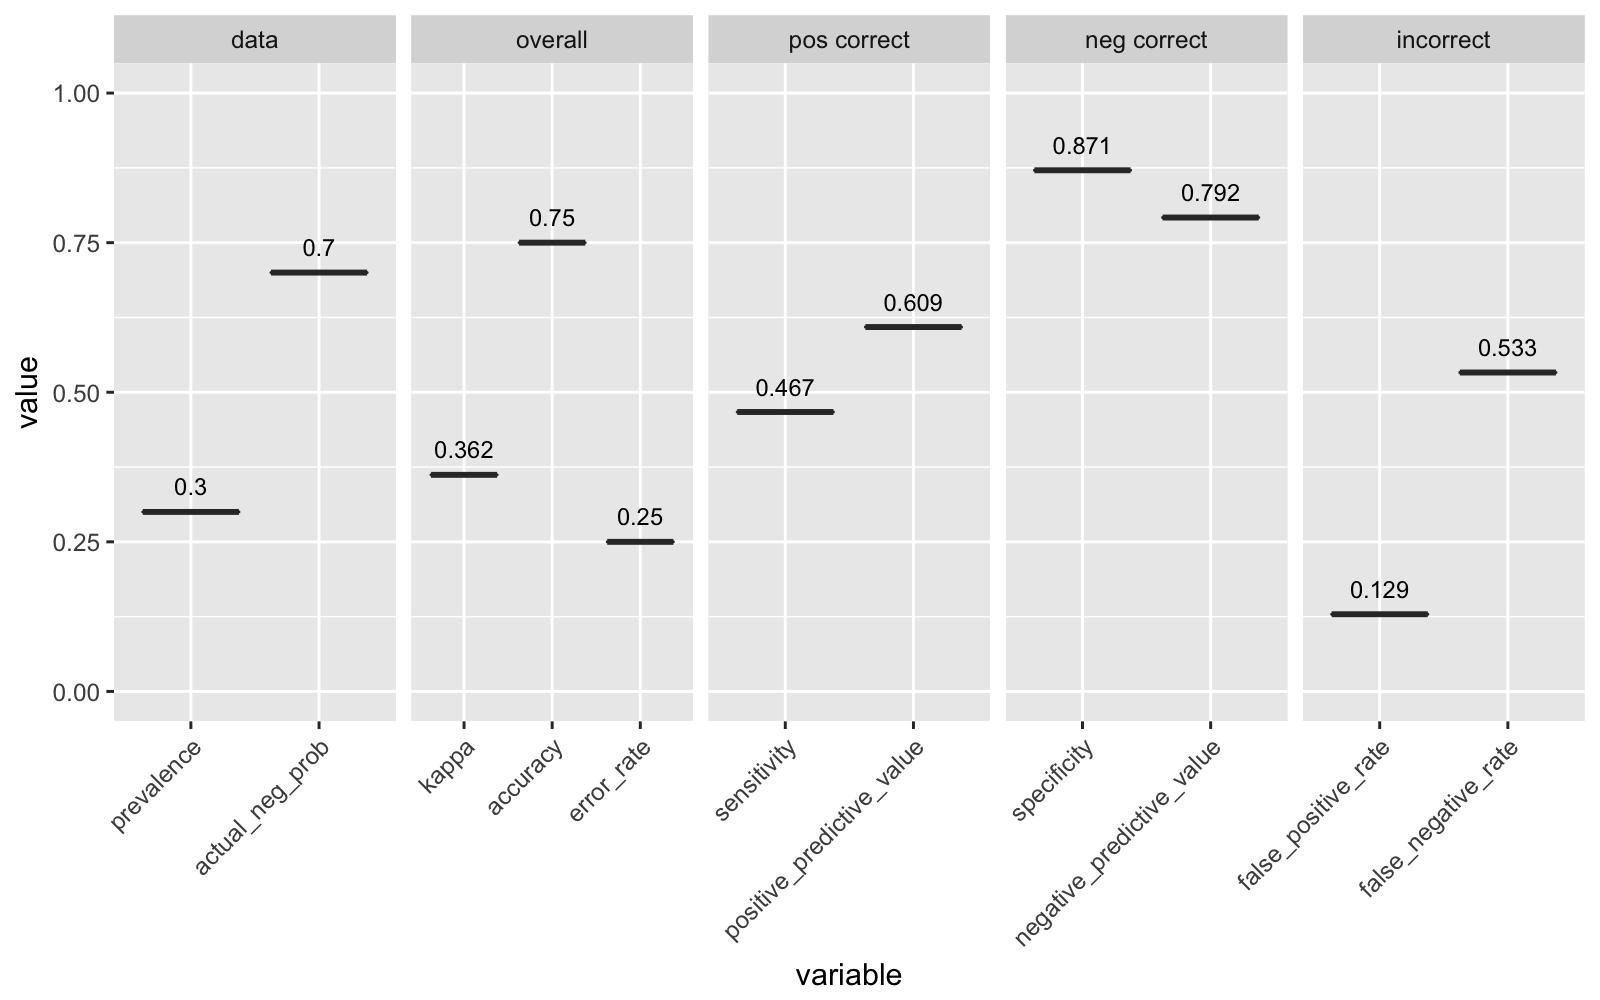 data
overall
pos correct
neg correct
incorrect
value
1.00
0.75
0.50
0.25
0.00
0.3
0.7
0.362
0.75
0.25
0.467
0.609
0.871
0.792
0.129
0.533
prevalence
actual_neg_prob
kappa
accuracy
error_rate
sensitivity
positive_predictive_value
specificity
negative_predictive_value
false_positive_rate
false_negative_rate
variable